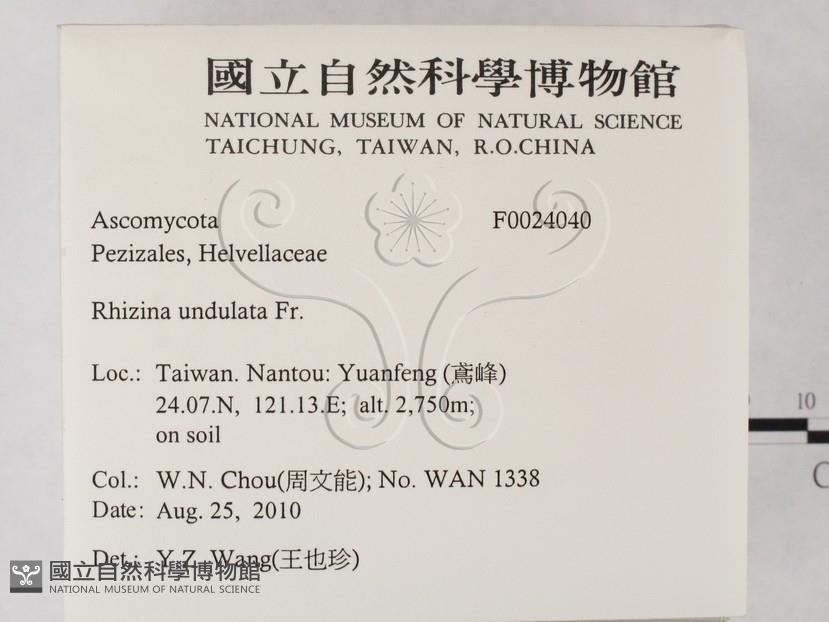 國立自然科學博物館
NATIONAL MUSEUM OF NATURAL SCIENCE
TAICHUNG, TAIWAN, R.O.CHINA
Ascomycota F0024040
Pezizales, Helvellaceae
Rhizina undulata Fr.
Loc.: Taiwan. Nantou: Yuanfeng (鳶峰)
24.07.N, 121.13.E; alt. 2,750m;
on soil
Col.: W.N. Chou(周文能); No. WAN 1338
Date: Aug. 25, 2010
Det.: Y.Z. Wang(王也珍)
國立自然科學博物館
NATIONAL MUSEUM OF NATURAL SCIENCE
10